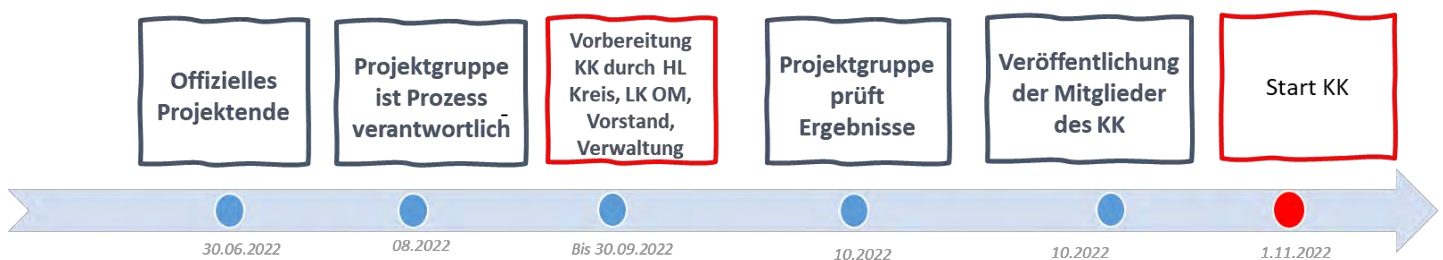 Offizielles
Projektende
Projektgruppe
ist Prozess
verantwortlich
Vorbereitung
KK durch HL
Kreis, LK OM,
Vorstand,
Verwaltung
Projektgruppe
prüft
Ergebnisse
Veröffentlichung
der Mitglieder
des KK
Start KK
30.06.2022
08.2022
Bis 30.09.2022
10.2022
10.2022
1.11.2022